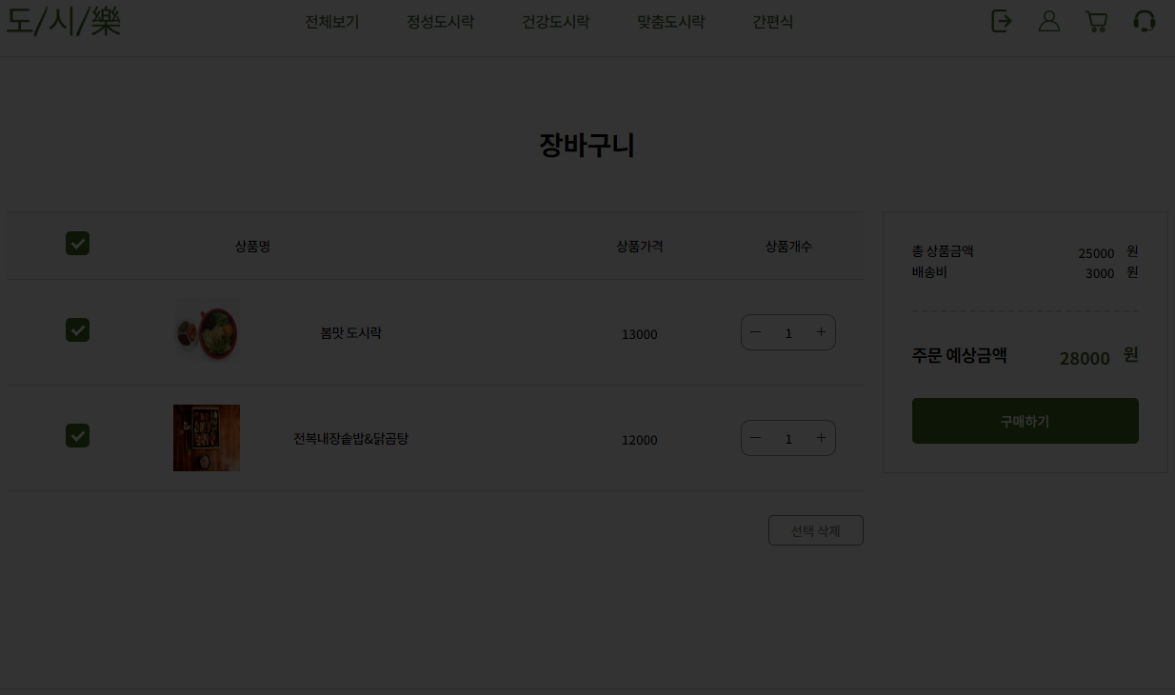 도/시/樂
전체보기 정성도시락 건강도시락 맞춤도시락 간편식
장바구니
상품명 상품가격 상품개수
봄맛 도시락 13000 1
전복내장솥밥&닭곰탕 12000 1
선택 삭제
총 상품금액 25000 원
배송비 3000 원
주문 예상금액 28000 원
구매하기